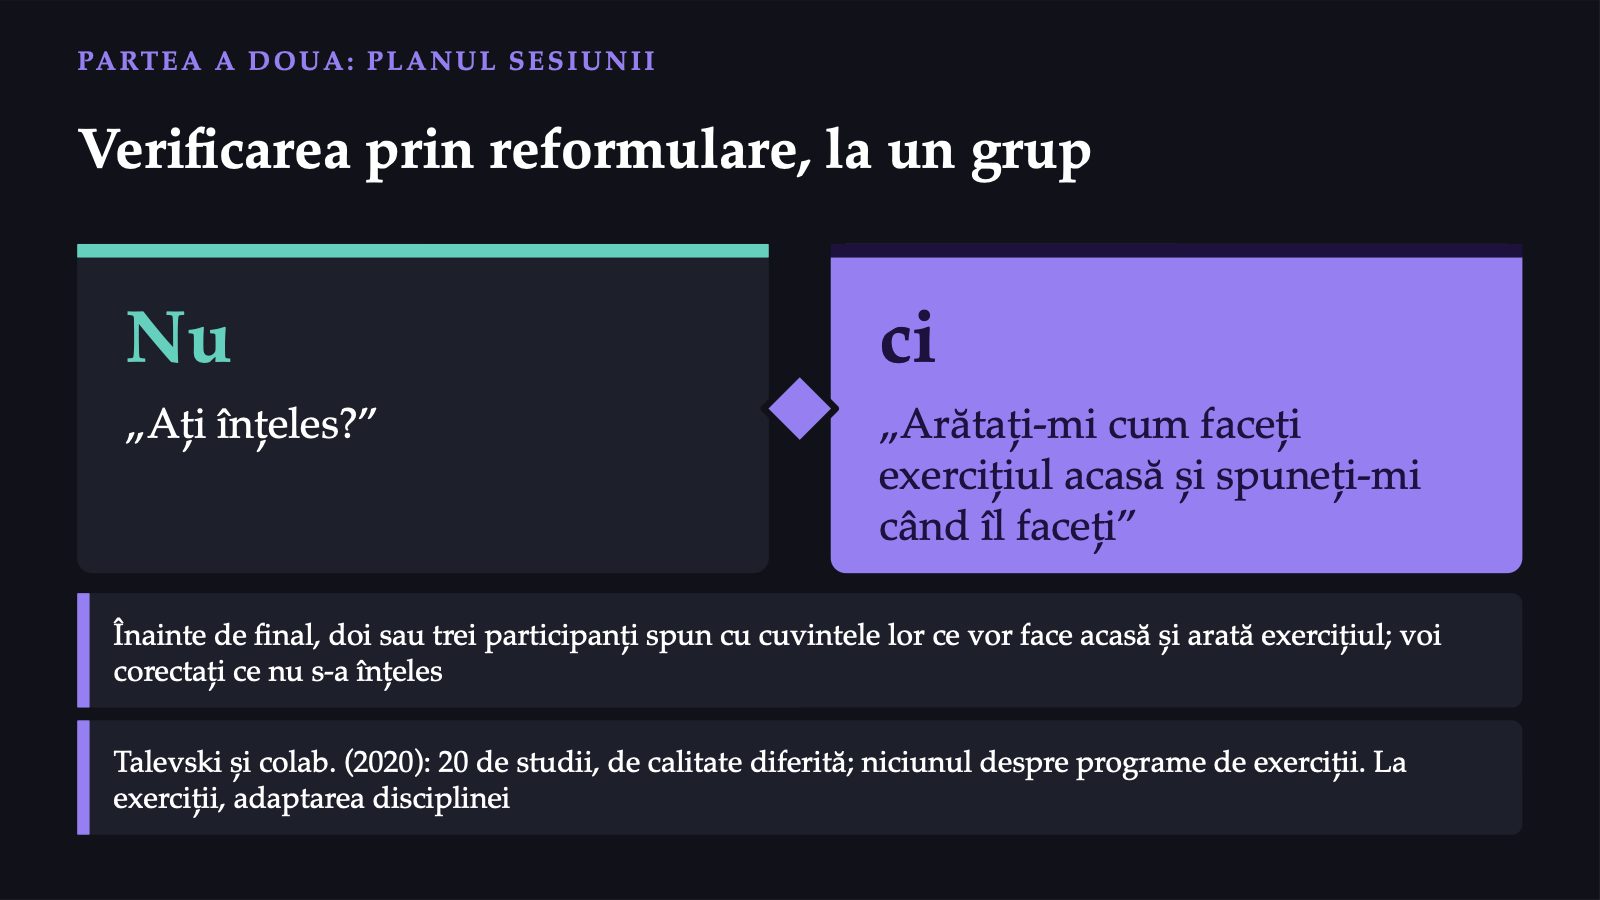 PARTEA A DOUA: PLANUL SESIUNII
Verificarea prin reformulare, la un grup
Nu
„Ați înțeles?”
ci
„Arătați-mi cum faceți
exercițiul acasă și spuneți-mi
când îl faceți”
Înainte de final, doi sau trei participanți spun cu cuvintele lor ce vor face acasă și arată exercițiul; voi
corectați ce nu s-a înțeles
Talevski și colab. (2020): 20 de studii, de calitate diferită; niciunul despre programe de exerciții. La
exerciții, adaptarea disciplinei